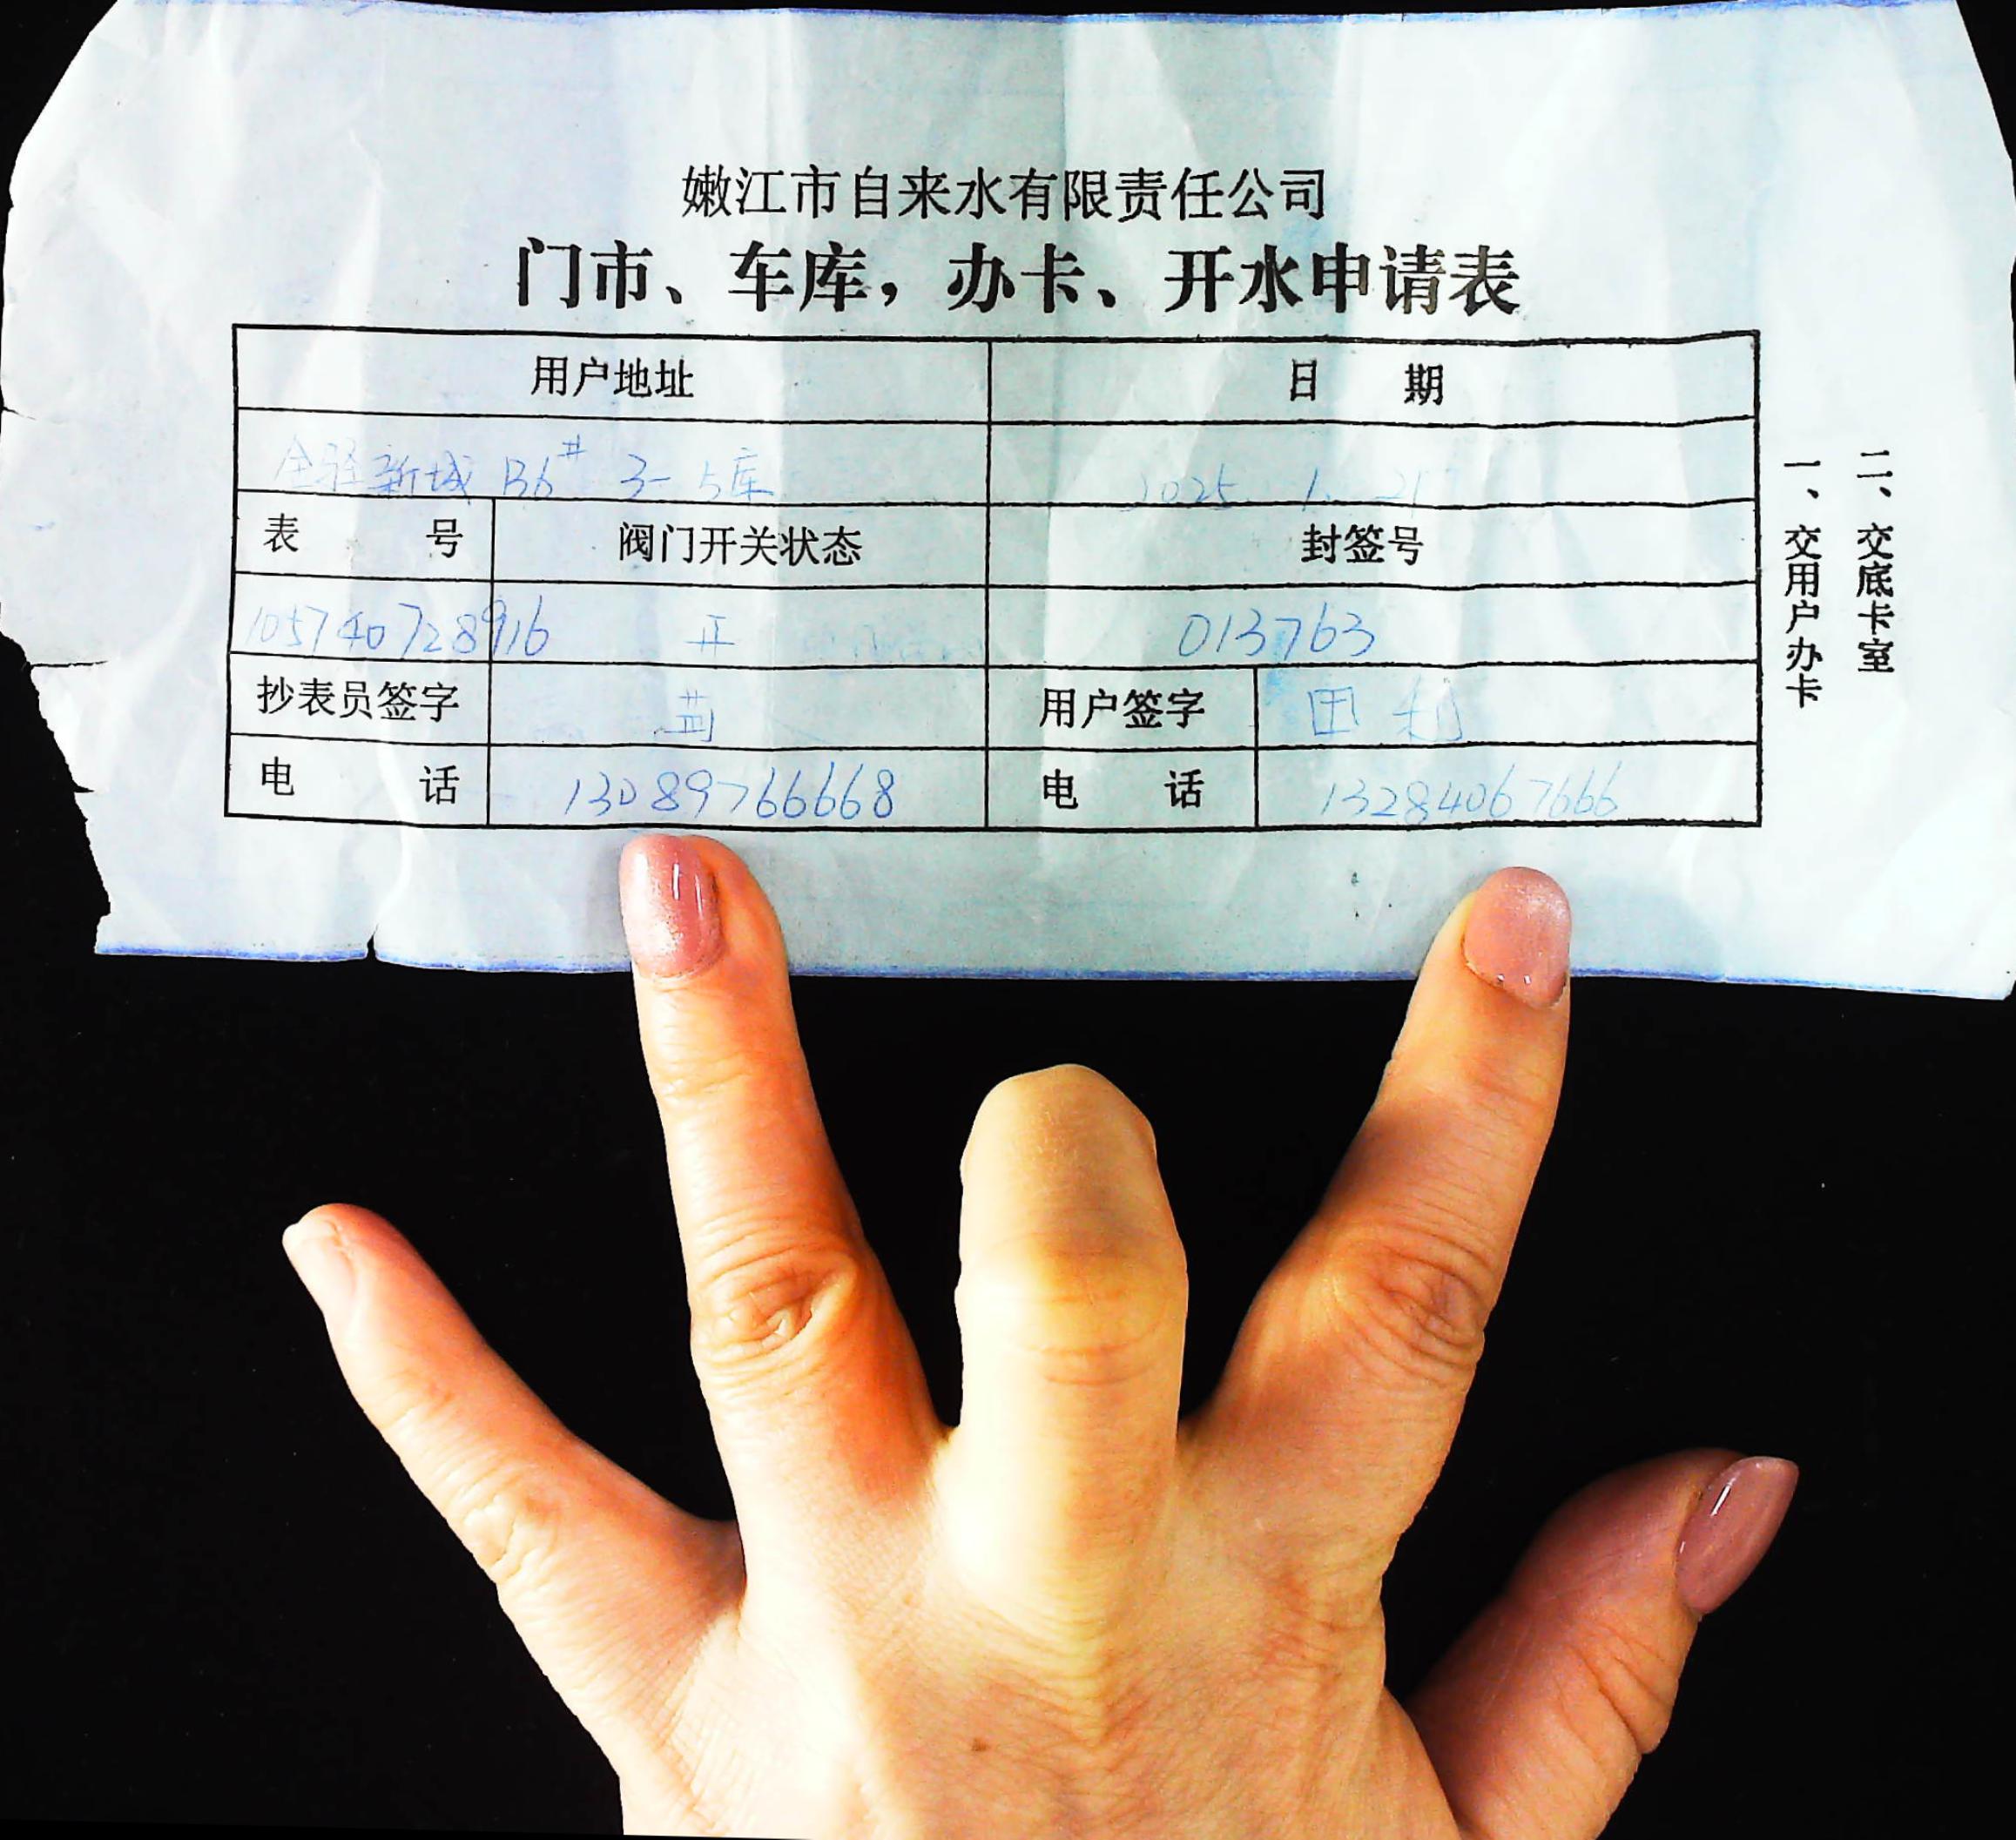 嫩江市自来水有限责任公司
门市、车库，办卡、开水申请表
用户地址 日 期
新城 B6# 3-5库 2025. 1. 21
表 号 阀门开关状态 封签号
105740728916 开 013763
抄表员签字 用户签字 田利
电 话 13089766668 电 话 13284067666
一、交用户办卡
二、交底卡室